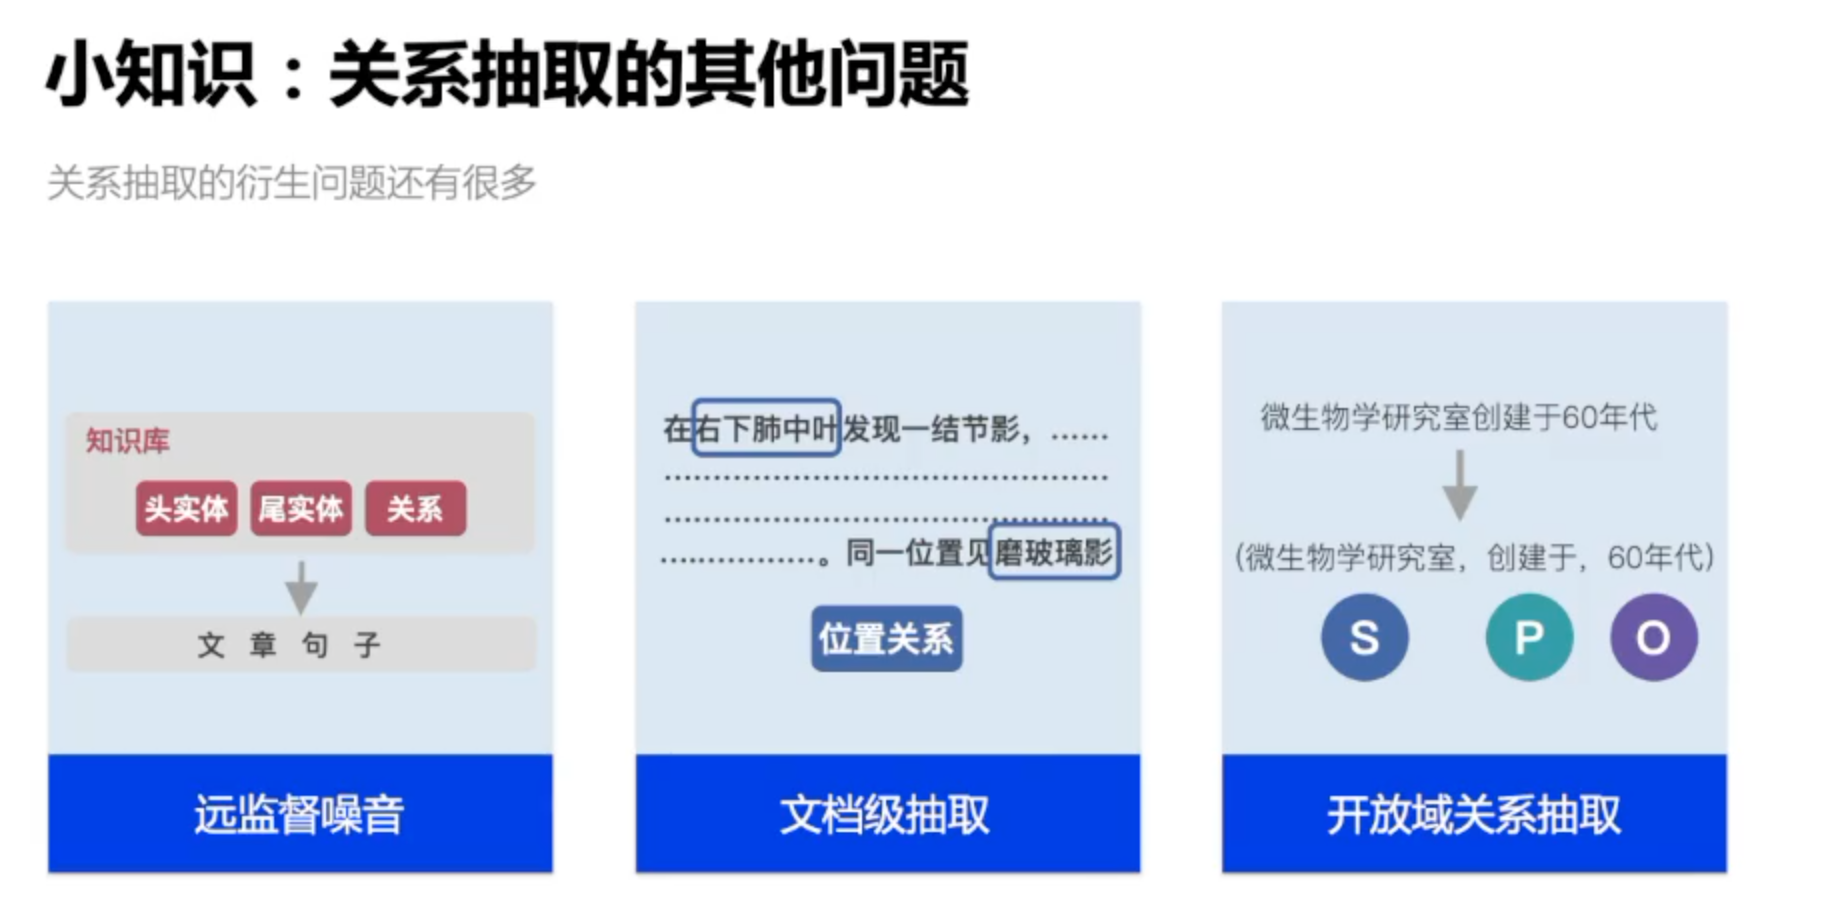 小知识：关系抽取的其他问题
关系抽取的衍生问题还有很多
知识库
头实体 尾实体 关系
文章句子
远监督噪音
在右下肺中叶发现一结节影，……
………………………………………
………………………………………
……………。同一位置见磨玻璃影
位置关系
文档级抽取
微生物学研究室创建于60年代
(微生物学研究室，创建于，60年代)
S P O
开放域关系抽取